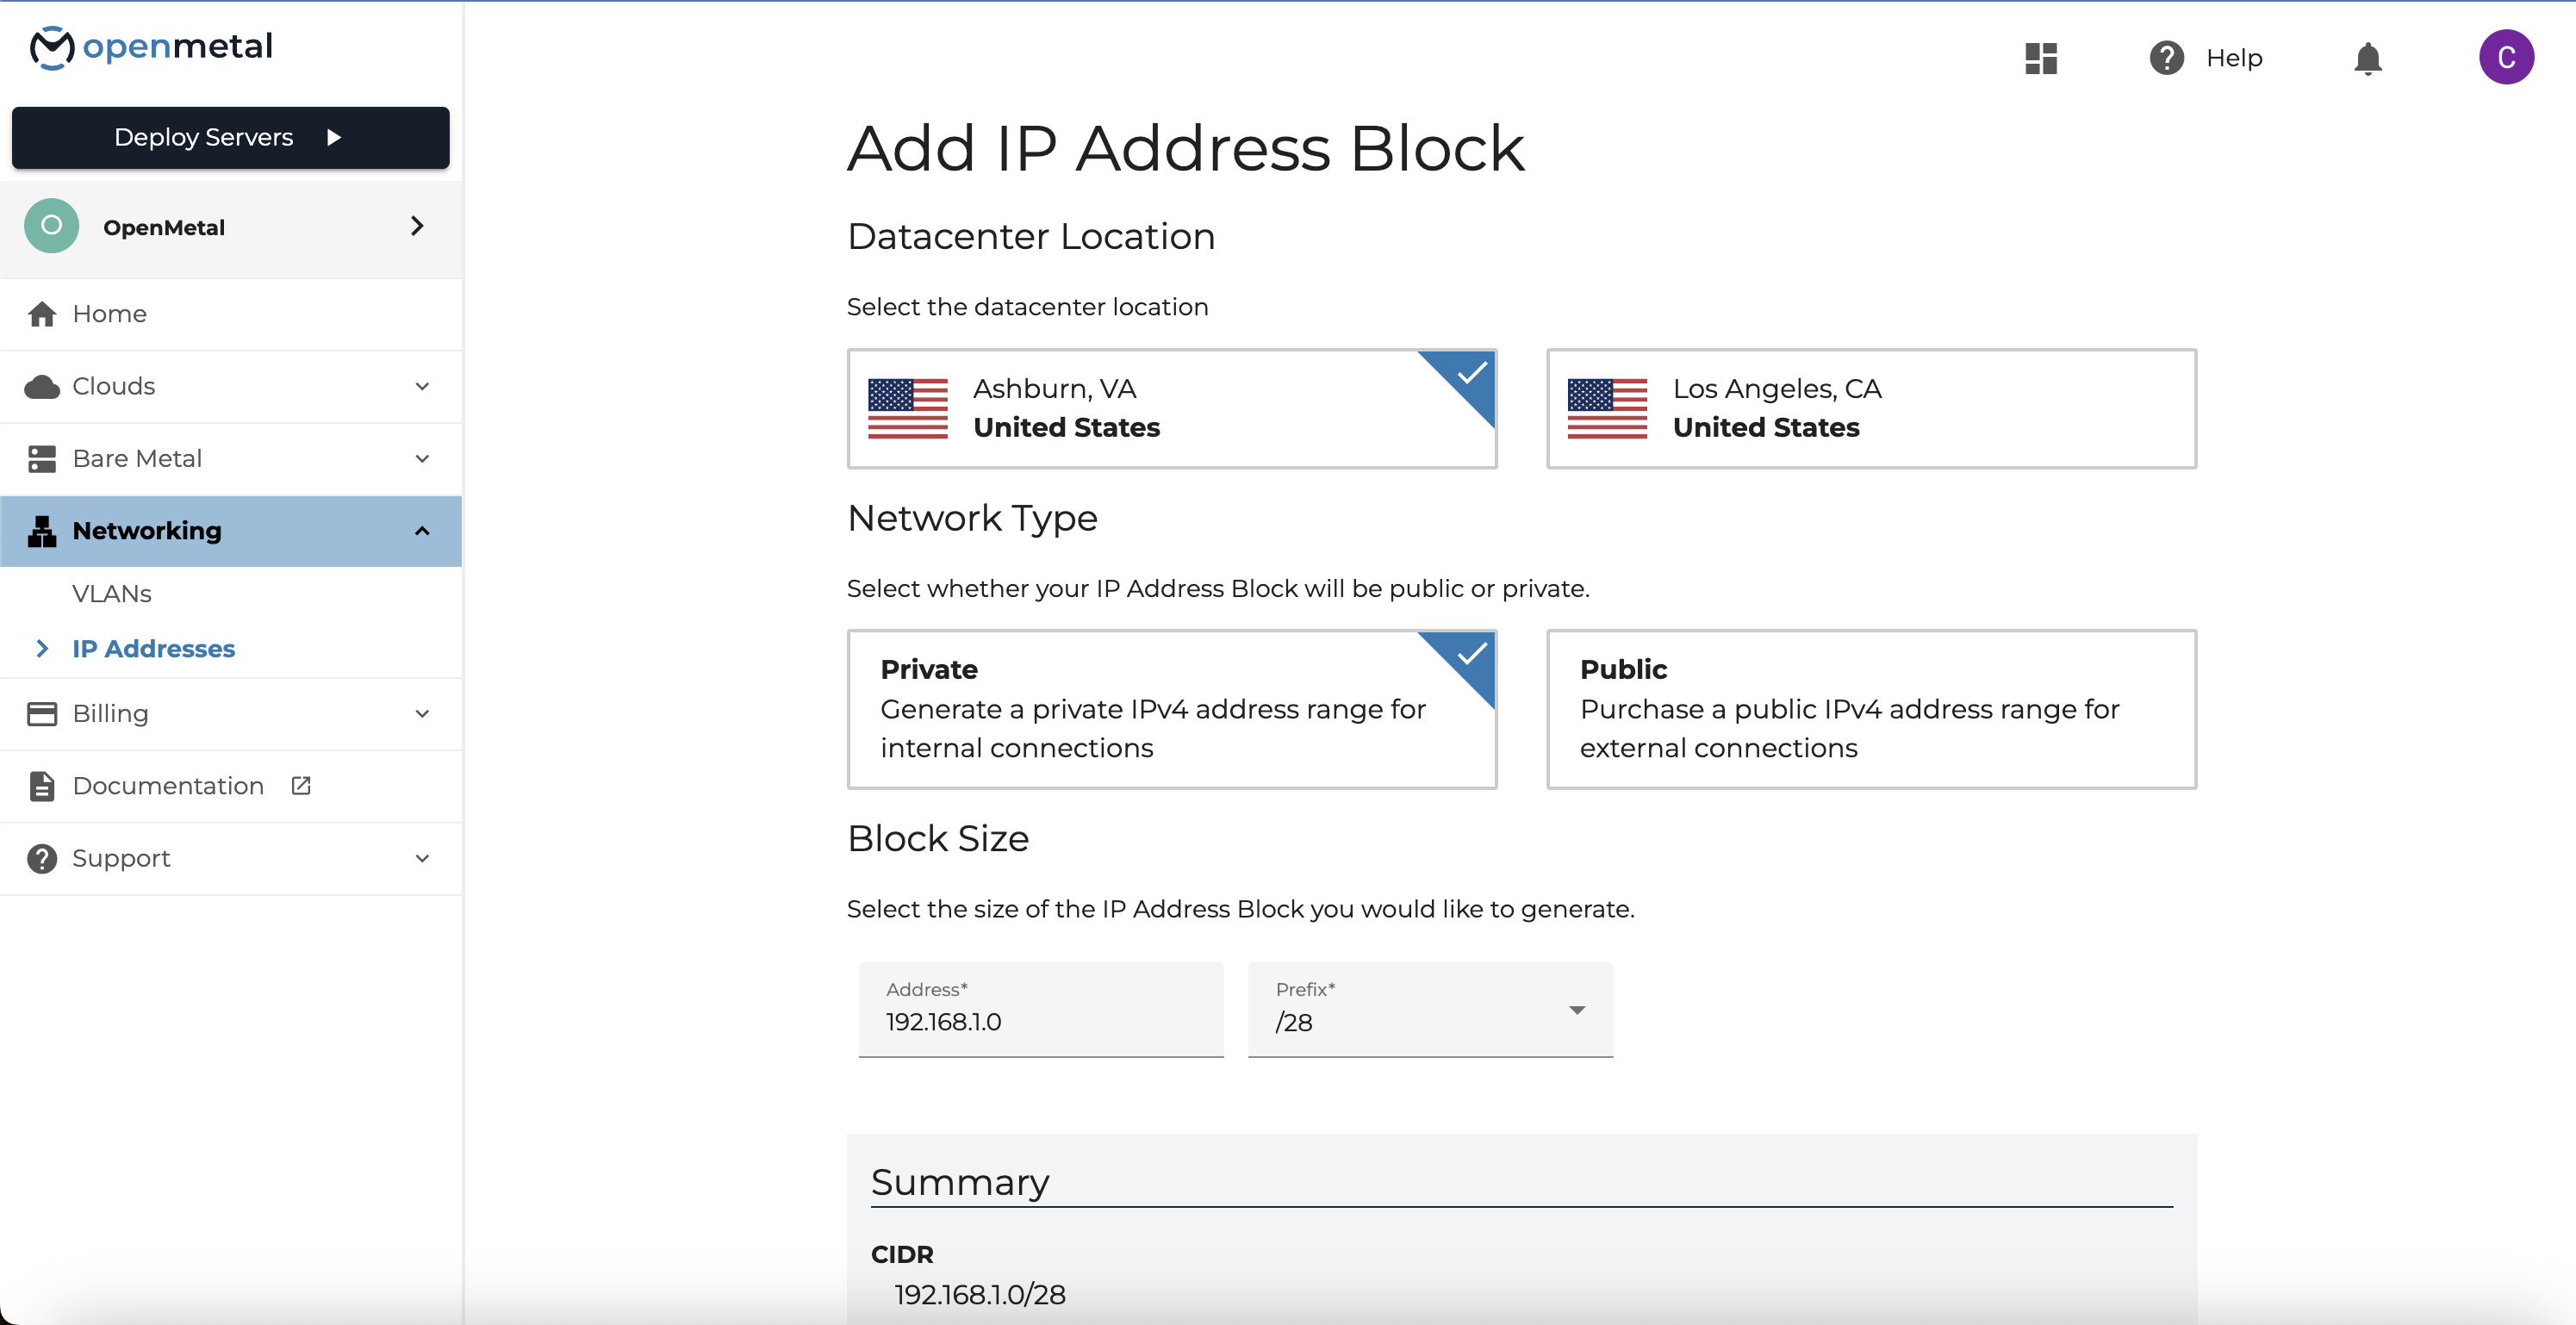 openmetal
Deploy Servers
O
OpenMetal
Home
Clouds
Bare Metal
Networking
VLANs
IP Addresses
Billing
Documentation
Support
Help
C
Add IP Address Block
Datacenter Location
Select the datacenter location
Ashburn, VA
United States
Los Angeles, CA
United States
Network Type
Select whether your IP Address Block will be public or private.
Private
Generate a private IPv4 address range for
internal connections
Public
Purchase a public IPv4 address range for
external connections
Block Size
Select the size of the IP Address Block you would like to generate.
Address*
192.168.1.0
Prefix*
/28
Summary
CIDR
192.168.1.0/28